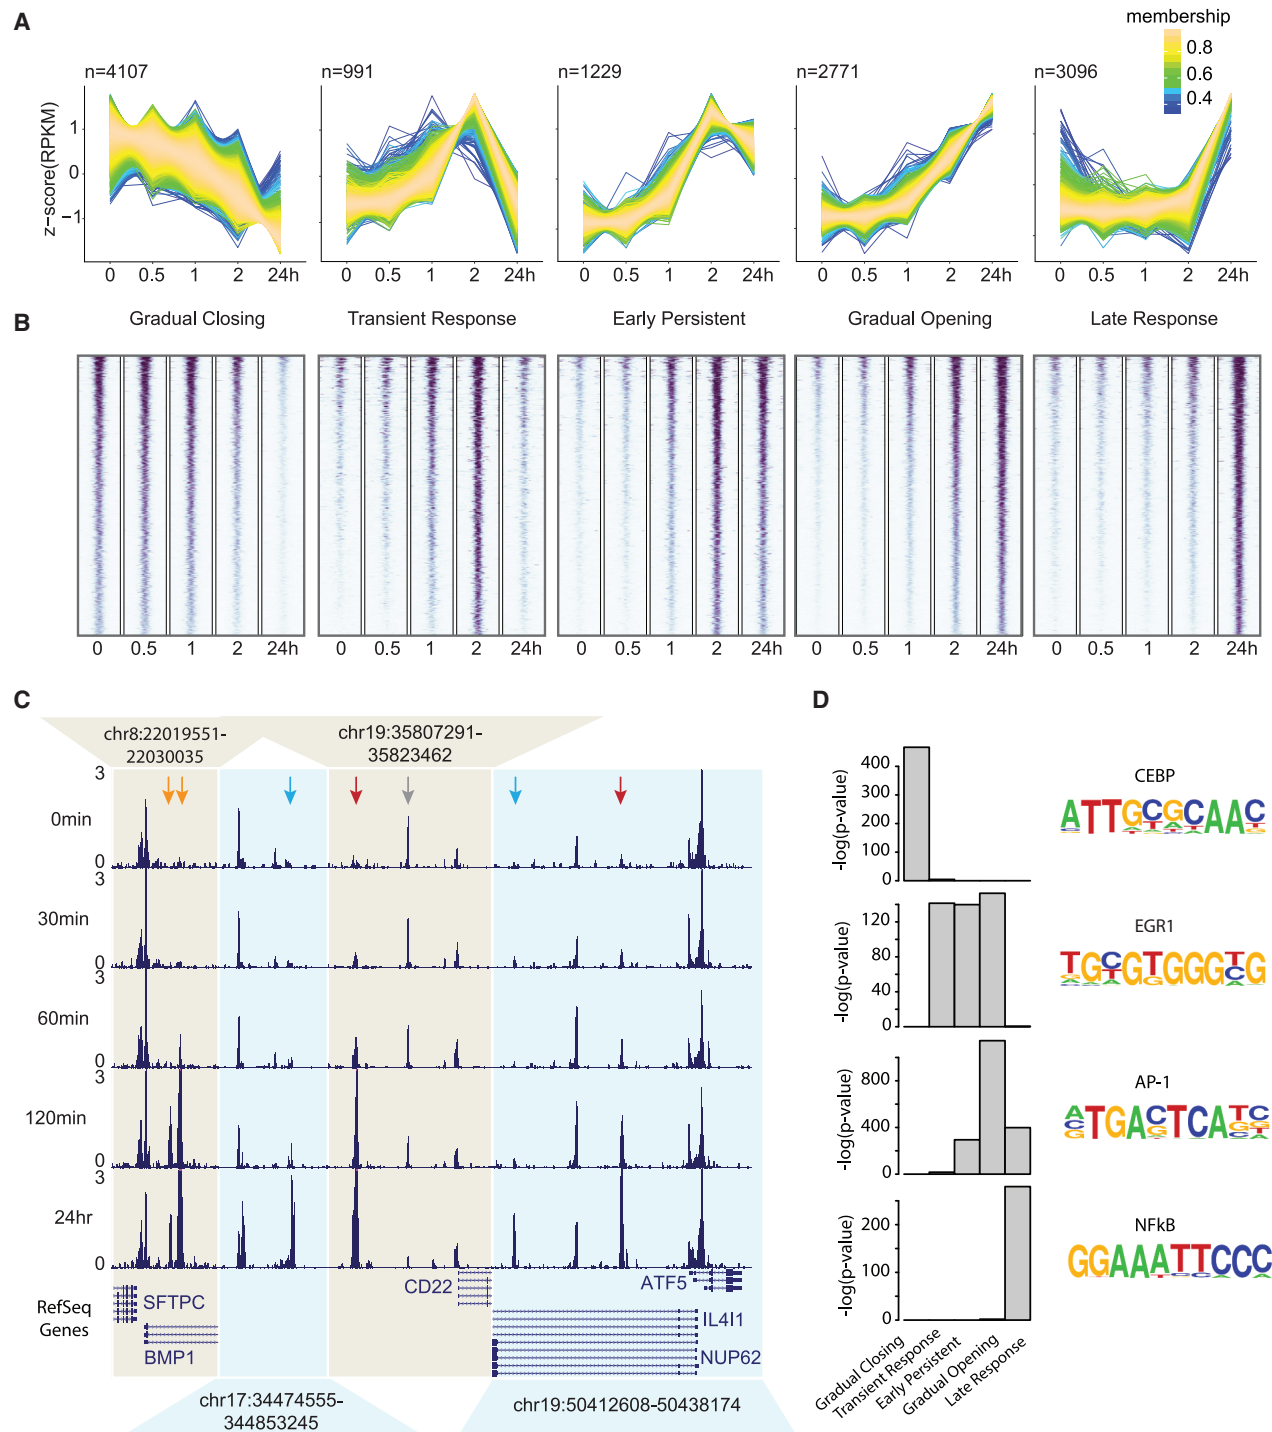 A
membership
0.8
0.6
0.4
n=4107
n=991
n=1229
n=2771
n=3096
z−score(RPKM)
1
0
−1
0 0.5 1 2 24h
0 0.5 1 2 24h
0 0.5 1 2 24h
0 0.5 1 2 24h
0 0.5 1 2 24h
B
Gradual Closing
Transient Response
Early Persistent
Gradual Opening
Late Response
0 0.5 1 2 24h
0 0.5 1 2 24h
0 0.5 1 2 24h
0 0.5 1 2 24h
0 0.5 1 2 24h
C
chr8:22019551-
22030035
chr19:35807291-
35823462
3
0min
0
3
30min
0
3
60min
0
3
120min
0
3
24hr
0
RefSeq
Genes
SFTPC
BMP1
CD22
ATF5
IL4I1
NUP62
chr17:34474555-
344853245
chr19:50412608-50438174
D
-log(p-value)
400
300
200
100
0
CEBP
ATTGCGCAAC
-log(p-value)
120
80
40
0
EGR1
TGCGTGGGTG
-log(p-value)
800
400
0
AP-1
ATGACTCATC
-log(p-value)
200
100
0
NFkB
GGAAATTCCC
Gradual Closing
Transient Response
Early Persistent
Gradual Opening
Late Response